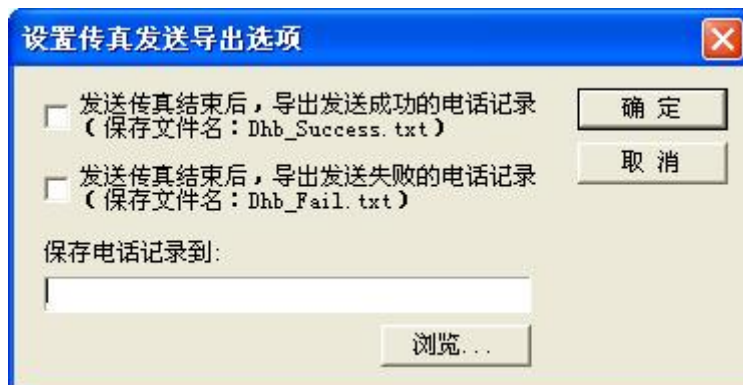 设置传真发送导出选项
发送传真结束后，导出发送成功的电话记录
（保存文件名：Dhb_Success.txt）
确 定
发送传真结束后，导出发送失败的电话记录
（保存文件名：Dhb_Fail.txt）
取 消
保存电话记录到:
浏览...